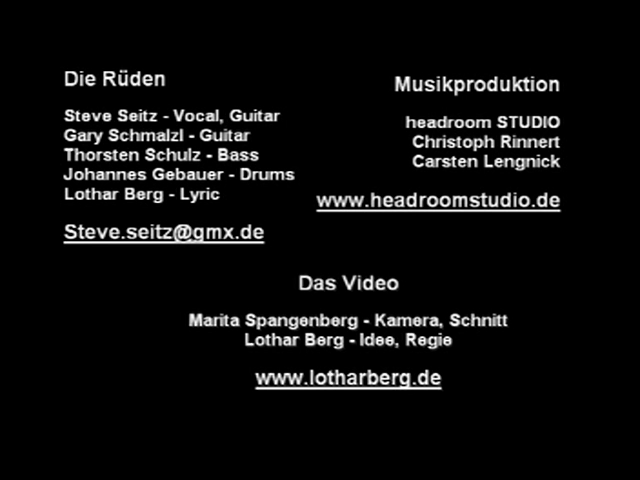 Die Rüden
Steve Seitz - Vocal, Guitar
Gary Schmalzl - Guitar
Thorsten Schulz - Bass
Johannes Gebauer - Drums
Lothar Berg - Lyric
Steve.seitz@gmx.de
Musikproduktion
headroom STUDIO
Christoph Rinnert
Carsten Lengnick
www.headroomstudio.de
Das Video
Marita Spangenberg - Kamera, Schnitt
Lothar Berg - Idee, Regie
www.lotharberg.de